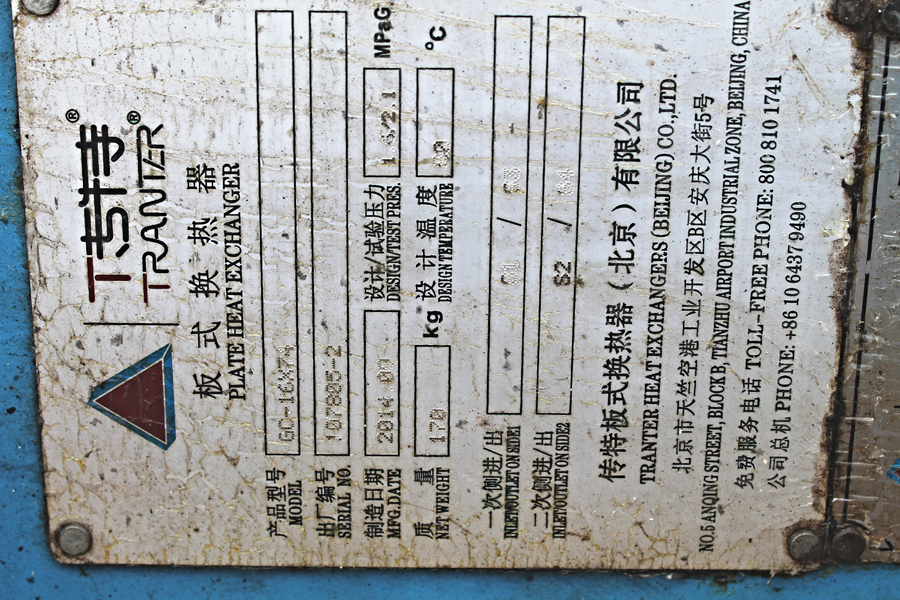 传特®
TRANTER®
板式换热器
PLATE HEAT EXCHANGER
产品型号
MODEL
出厂编号 107805-2
SERIAL NO.
制造日期 2014.09 设计/试验压力 1.6/2.1 MPaG
MFG.DATE DESIGN/TEST PRES.
质量 170 kg 设计温度 °C
NET WEIGHT DESIGN TEMPERATURE
一次侧进/出 /
INLET/OUTLET ON SIDE1
二次侧进/出 S2 / S4
INLET/OUTLET ON SIDE2
传特板式换热器（北京）有限公司
TRANTER HEAT EXCHANGERS (BEIJING) CO.,LTD.
北京市天竺空港工业开发区B区安庆大街5号
NO.5 ANQING STREET, BLOCK B, TIANZHU AIRPORT INDUSTRIAL ZONE, BEIJING, CHINA
免费服务电话 TOLL-FREE PHONE: 800 810 1741
公司总机 PHONE: +86 10 6437 9490